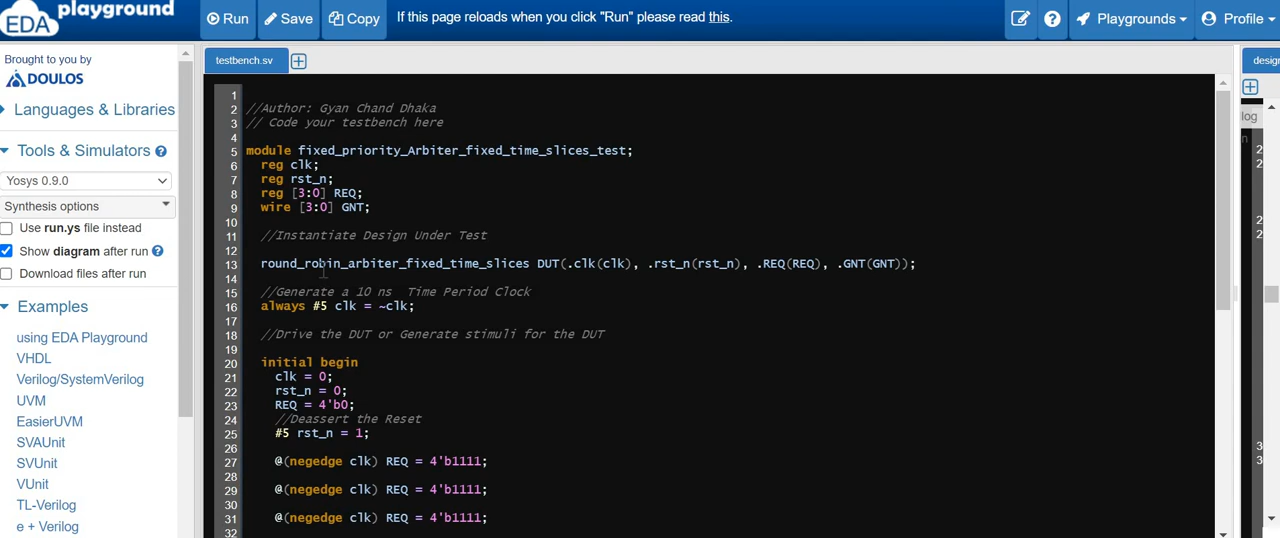 EDA playground
Run
Save
Copy
If this page reloads when you click "Run" please read this.
Playgrounds
Profile
Brought to you by
DOULOS
Languages & Libraries
Tools & Simulators
Yosys 0.9.0
Synthesis options
Use run.ys file instead
Show diagram after run
Download files after run
Examples
using EDA Playground
VHDL
Verilog/SystemVerilog
UVM
EasierUVM
SVAUnit
SVUnit
VUnit
TL-Verilog
e + Verilog
testbench.sv
1
2 //Author: Gyan Chand Dhaka
3 // Code your testbench here
4
5 module fixed_priority_Arbiter_fixed_time_slices_test;
6 reg clk;
7 reg rst_n;
8 reg [3:0] REQ;
9 wire [3:0] GNT;
10
11 //Instantiate Design Under Test
12
13 round_robin_arbiter_fixed_time_slices DUT(.clk(clk), .rst_n(rst_n), .REQ(REQ), .GNT(GNT));
14
15 //Generate a 10 ns Time Period Clock
16 always #5 clk = ~clk;
17
18 //Drive the DUT or Generate stimuli for the DUT
19
20 initial begin
21 clk = 0;
22 rst_n = 0;
23 REQ = 4'b0;
24 //Deassert the Reset
25 #5 rst_n = 1;
26
27 @(negedge clk) REQ = 4'b1111;
28
29 @(negedge clk) REQ = 4'b1111;
30
31 @(negedge clk) REQ = 4'b1111;
32
design
log
n 2
2
2
2
3
3